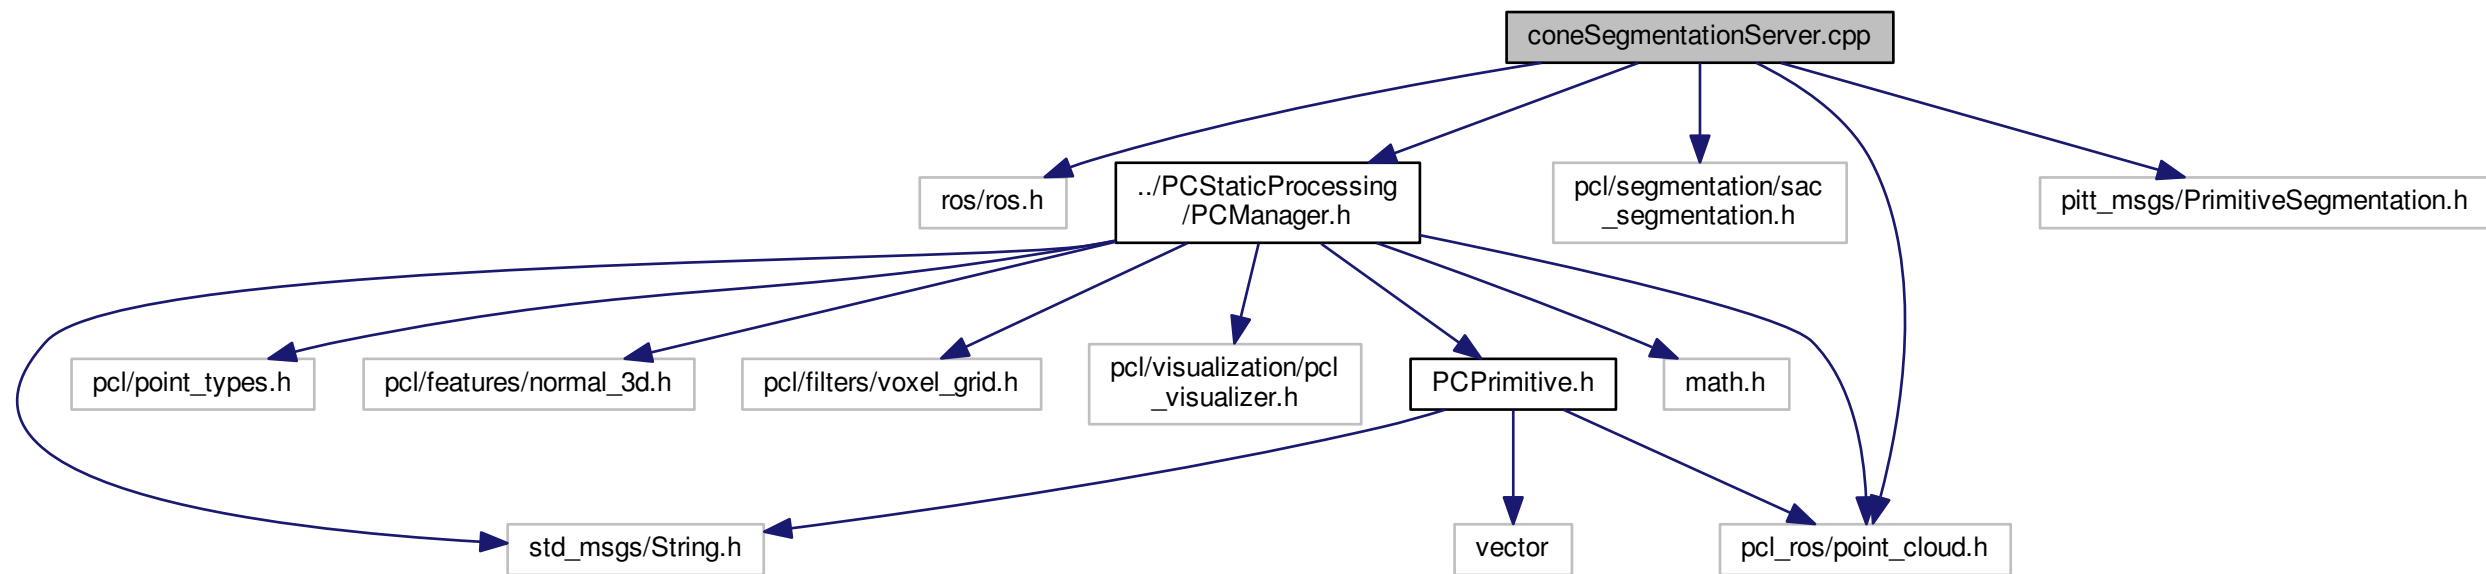 coneSegmentationServer.cpp
ros/ros.h
../PCStaticProcessing
/PCManager.h
pcl/segmentation/sac
_segmentation.h
pitt_msgs/PrimitiveSegmentation.h
pcl/point_types.h
pcl/features/normal_3d.h
pcl/filters/voxel_grid.h
pcl/visualization/pcl
_visualizer.h
PCPrimitive.h
math.h
std_msgs/String.h
vector
pcl_ros/point_cloud.h